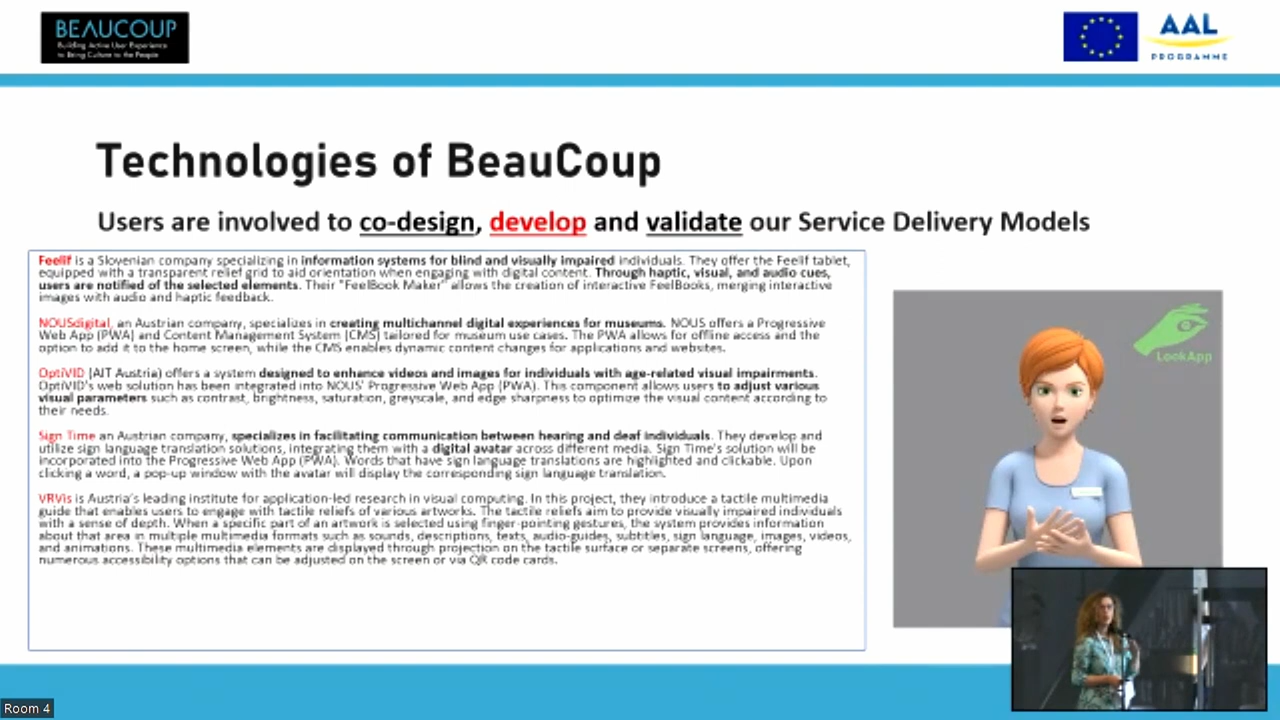 BEAUCOUP
Building Active User Experience
to Bring Culture to the People
AAL
PROGRAMME
Technologies of BeauCoup
Users are involved to co-design, develop and validate our Service Delivery Models
Feelif is a Slovenian company specializing in information systems for blind and visually impaired individuals. They offer the Feelif tablet,
equipped with a transparent relief grid to aid orientation when engaging with digital content. Through haptic, visual, and audio cues,
users are notified of the selected elements. Their "FeelBook Maker" allows the creation of interactive FeelBooks, merging interactive
images with audio and haptic feedback.
NOUSdigital, an Austrian company, specializes in creating multichannel digital experiences for museums. NOUS offers a Progressive
Web App (PWA) and Content Management System (CMS) tailored for museum use cases. The PWA allows for offline access and the
option to add it to the home screen, while the CMS enables dynamic content changes for applications and websites.
OptiVID (AIT Austria) offers a system designed to enhance videos and images for individuals with age-related visual impairments.
OptiVID's web solution has been integrated into NOUS' Progressive Web App (PWA). This component allows users to adjust various
visual parameters such as contrast, brightness, saturation, greyscale, and edge sharpness to optimize the visual content according to
their needs.
Sign Time an Austrian company, specializes in facilitating communication between hearing and deaf individuals. They develop and
utilize sign language translation solutions, integrating them with a digital avatar across different media. Sign Time's solution will be
incorporated into the Progressive Web App (PWA). Words that have sign language translations are highlighted and clickable. Upon
clicking a word, a pop-up window with the avatar will display the corresponding sign language translation.
VRVis is Austria's leading institute for application-led research in visual computing. In this project, they introduce a tactile multimedia
guide that enables users to engage with tactile reliefs of various artworks. The tactile reliefs aim to provide visually impaired individuals
with a sense of depth. When a specific part of an artwork is selected using finger-pointing gestures, the system provides information
about that area in multiple multimedia formats such as sounds, descriptions, texts, audio-guides, subtitles, sign language, images, videos,
and animations. These multimedia elements are displayed through projection on the tactile surface or separate screens, offering
numerous accessibility options that can be adjusted on the screen or via QR code cards.
LookApp
Room 4